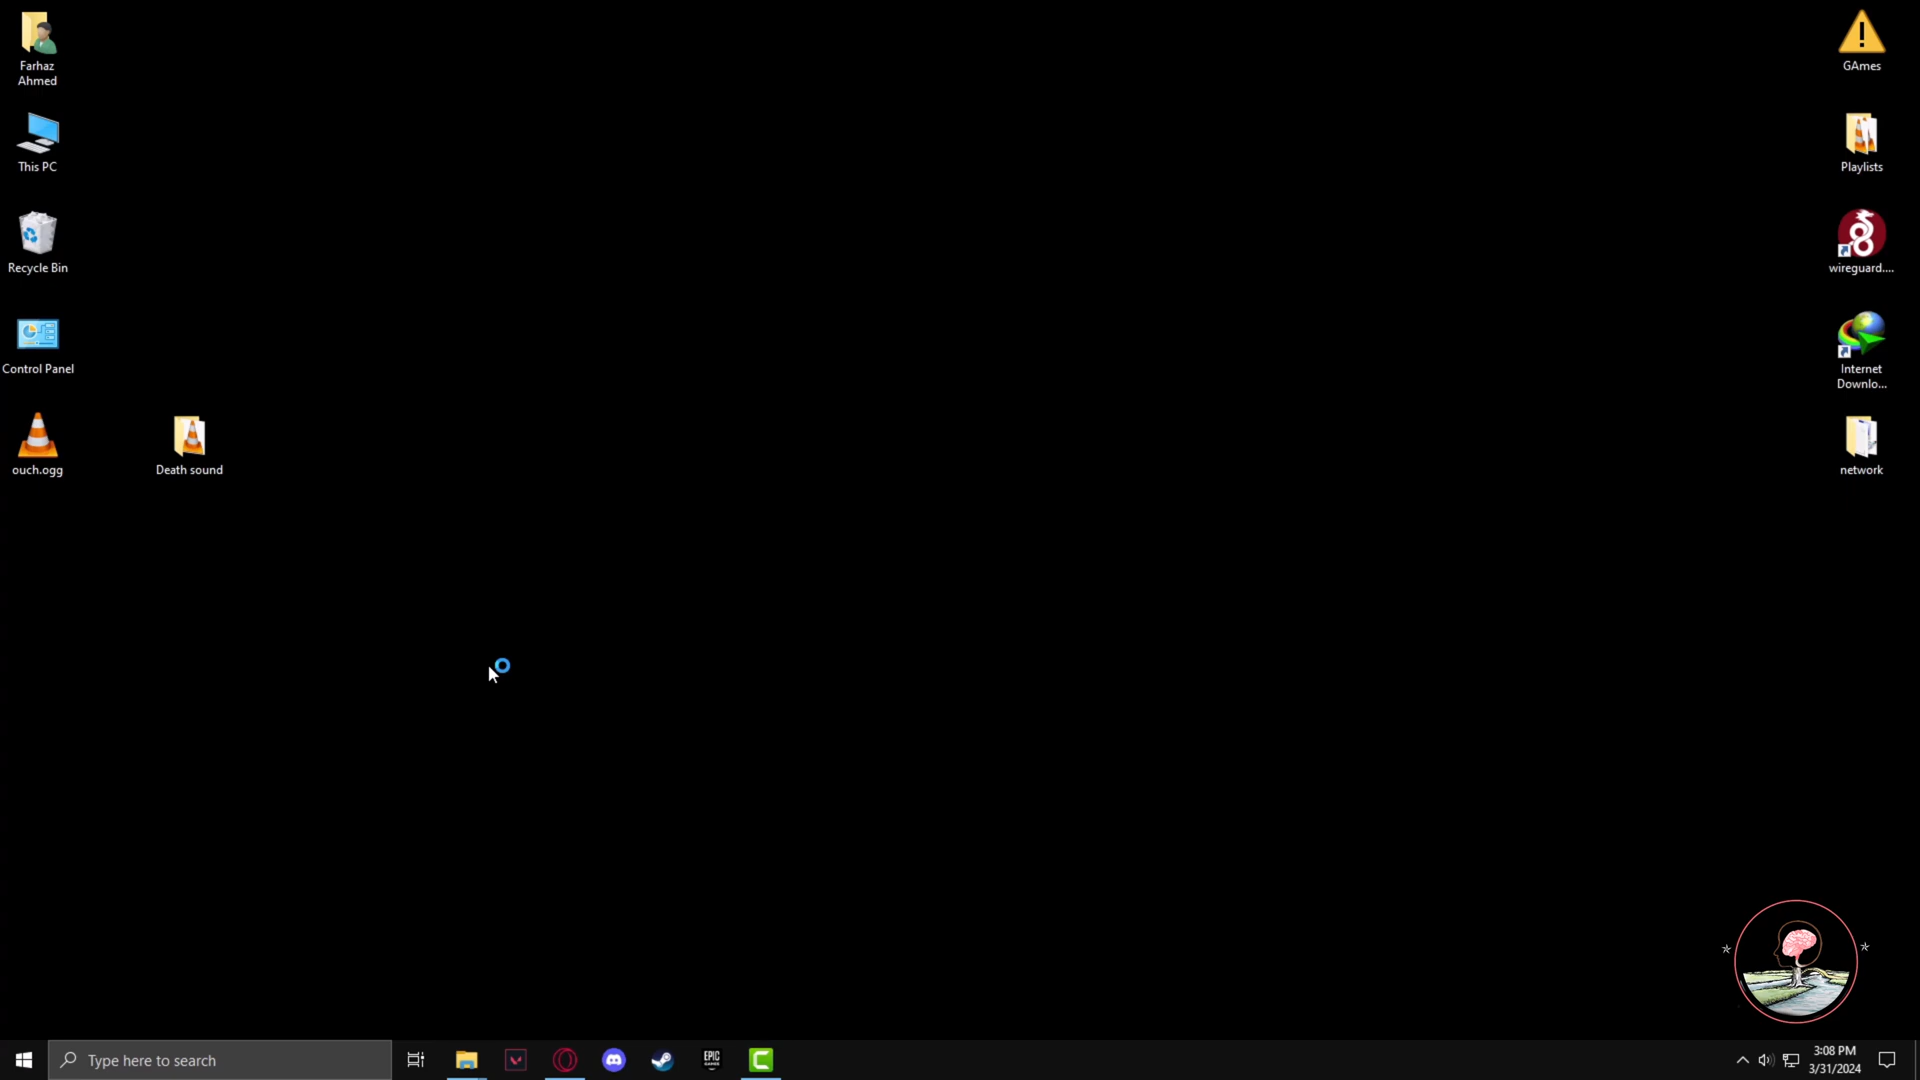 Farhaz
Ahmed
This PC
Recycle Bin
Control Panel
ouch.ogg
Death sound
GAmes
Playlists
wireguard....
Internet
Downlo...
network
Type here to search
EPIC
GAMES
3:08 PM
3/31/2024